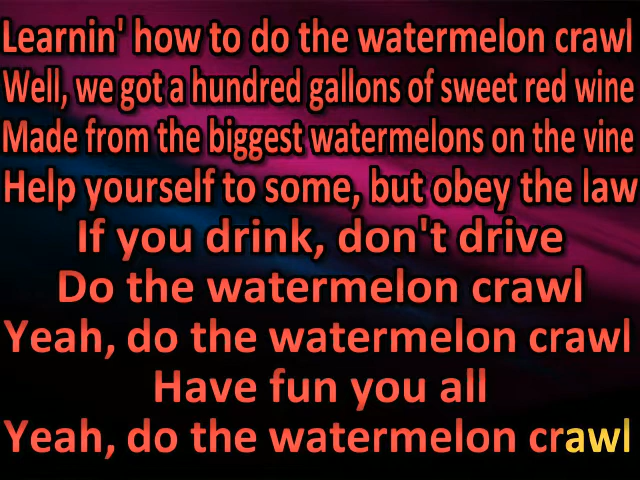 Learnin' how to do the watermelon crawl
Well, we got a hundred gallons of sweet red wine
Made from the biggest watermelons on the vine
Help yourself to some, but obey the law
If you drink, don't drive
Do the watermelon crawl
Yeah, do the watermelon crawl
Have fun you all
Yeah, do the watermelon crawl